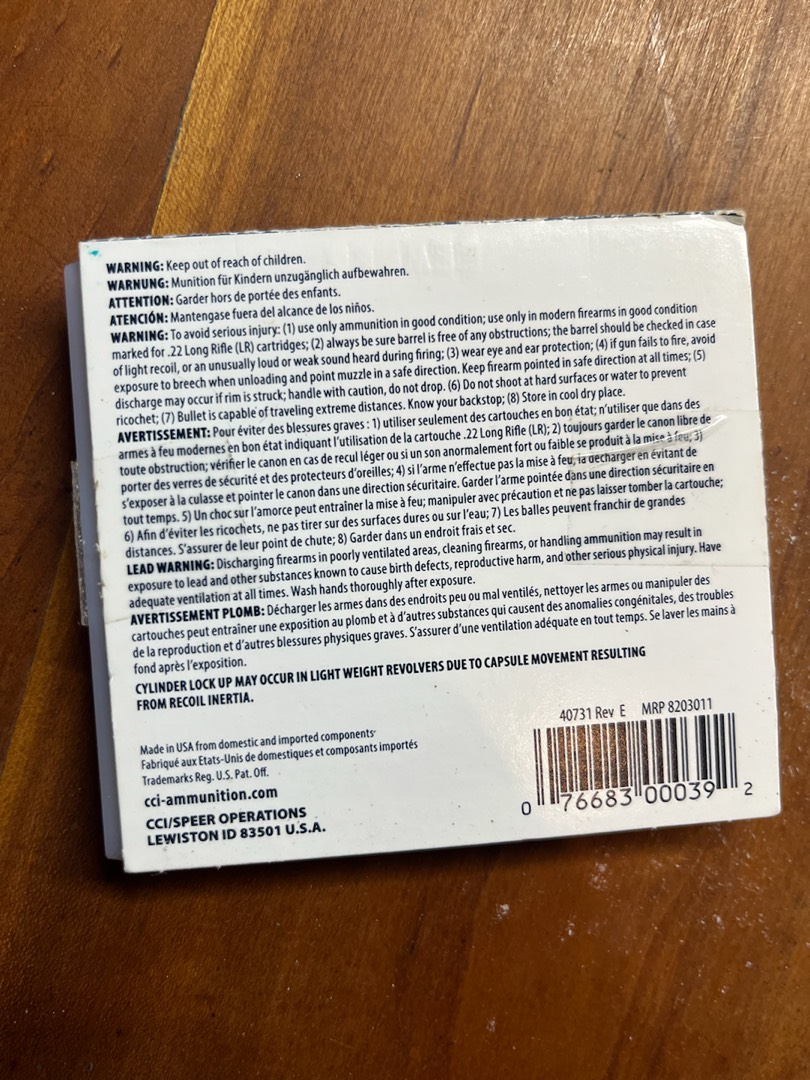 WARNING: Keep out of reach of children.
WARNUNG: Munition für Kindern unzugänglich aufbewahren.
ATTENTION: Garder hors de portée des enfants.
ATENCIÓN: Mantengase fuera del alcance de los niños.
WARNING: To avoid serious injury: (1) use only ammunition in good condition; use only in modern firearms in good condition
marked for .22 Long Rifle (LR) cartridges; (2) always be sure barrel is free of any obstructions; the barrel should be checked in case
of light recoil, or an unusually loud or weak sound heard during firing; (3) wear eye and ear protection; (4) if gun fails to fire, avoid
exposure to breech when unloading and point muzzle in a safe direction. Keep firearm pointed in safe direction at all times; (5)
discharge may occur if rim is struck; handle with caution, do not drop. (6) Do not shoot at hard surfaces or water to prevent
ricochet; (7) Bullet is capable of traveling extreme distances. Know your backstop; (8) Store in cool dry place.
AVERTISSEMENT: Pour éviter des blessures graves : 1) utiliser seulement des cartouches en bon état; n'utiliser que dans des
armes à feu modernes en bon état indiquant l'utilisation de la cartouche .22 Long Rifle (LR); 2) toujours garder le canon libre de
toute obstruction; vérifier le canon en cas de recul léger ou si un son anormalement fort ou faible se produit à la mise à feu; 3)
porter des verres de sécurité et des protecteurs d'oreilles; 4) si l'arme n'effectue pas la mise à feu, la decharger en évitant de
s'exposer à la culasse et pointer le canon dans une direction sécuritaire. Garder l'arme pointée dans une direction sécuritaire en
tout temps. 5) Un choc sur l'amorce peut entraîner la mise à feu; manipuler avec précaution et ne pas laisser tomber la cartouche;
6) Afin d'éviter les ricochets, ne pas tirer sur des surfaces dures ou sur l'eau; 7) Les balles peuvent franchir de grandes
distances. S'assurer de leur point de chute; 8) Garder dans un endroit frais et sec.
LEAD WARNING: Discharging firearms in poorly ventilated areas, cleaning firearms, or handling ammunition may result in
exposure to lead and other substances known to cause birth defects, reproductive harm, and other serious physical injury. Have
adequate ventilation at all times. Wash hands thoroughly after exposure.
AVERTISSEMENT PLOMB: Décharger les armes dans des endroits peu ou mal ventilés, nettoyer les armes ou manipuler des
cartouches peut entraîner une exposition au plomb et à d'autres substances qui causent des anomalies congénitales, des troubles
de la reproduction et d'autres blessures physiques graves. S'assurer d'une ventilation adéquate en tout temps. Se laver les mains à
fond après l'exposition.
CYLINDER LOCK UP MAY OCCUR IN LIGHT WEIGHT REVOLVERS DUE TO CAPSULE MOVEMENT RESULTING
FROM RECOIL INERTIA.
40731 Rev E MRP 8203011
Made in USA from domestic and imported components
Fabriqué aux Etats-Unis de domestiques et composants importés
Trademarks Reg. U.S. Pat. Off.
cci-ammunition.com
CCI/SPEER OPERATIONS
LEWISTON ID 83501 U.S.A.
0 76683 00039 2